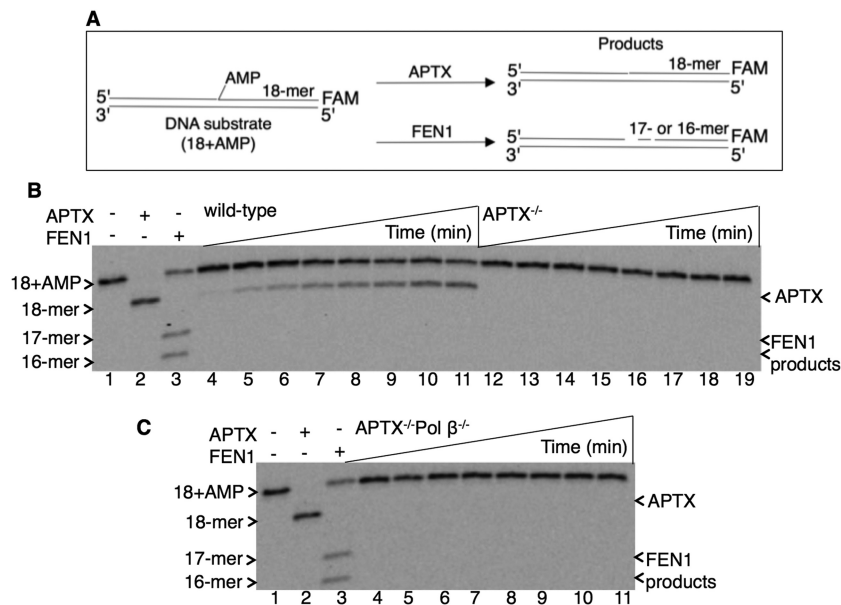 A
Products
AMP
18-mer
5' FAM
3' 5'
DNA substrate
(18+AMP)
APTX
5' 18-mer FAM
3' 5'
FEN1
5' 17- or 16-mer FAM
3' 5'
B
APTX - + - wild-type APTX-/-
FEN1 - - + Time (min) Time (min)
18+AMP >
18-mer >
17-mer >
16-mer >
< APTX
< FEN1
< products
1 2 3 4 5 6 7 8 9 10 11 12 13 14 15 16 17 18 19
C
APTX - + - APTX-/-Pol β-/-
FEN1 - - + Time (min)
18+AMP >
18-mer >
17-mer >
16-mer >
< APTX
< FEN1
< products
1 2 3 4 5 6 7 8 9 10 11